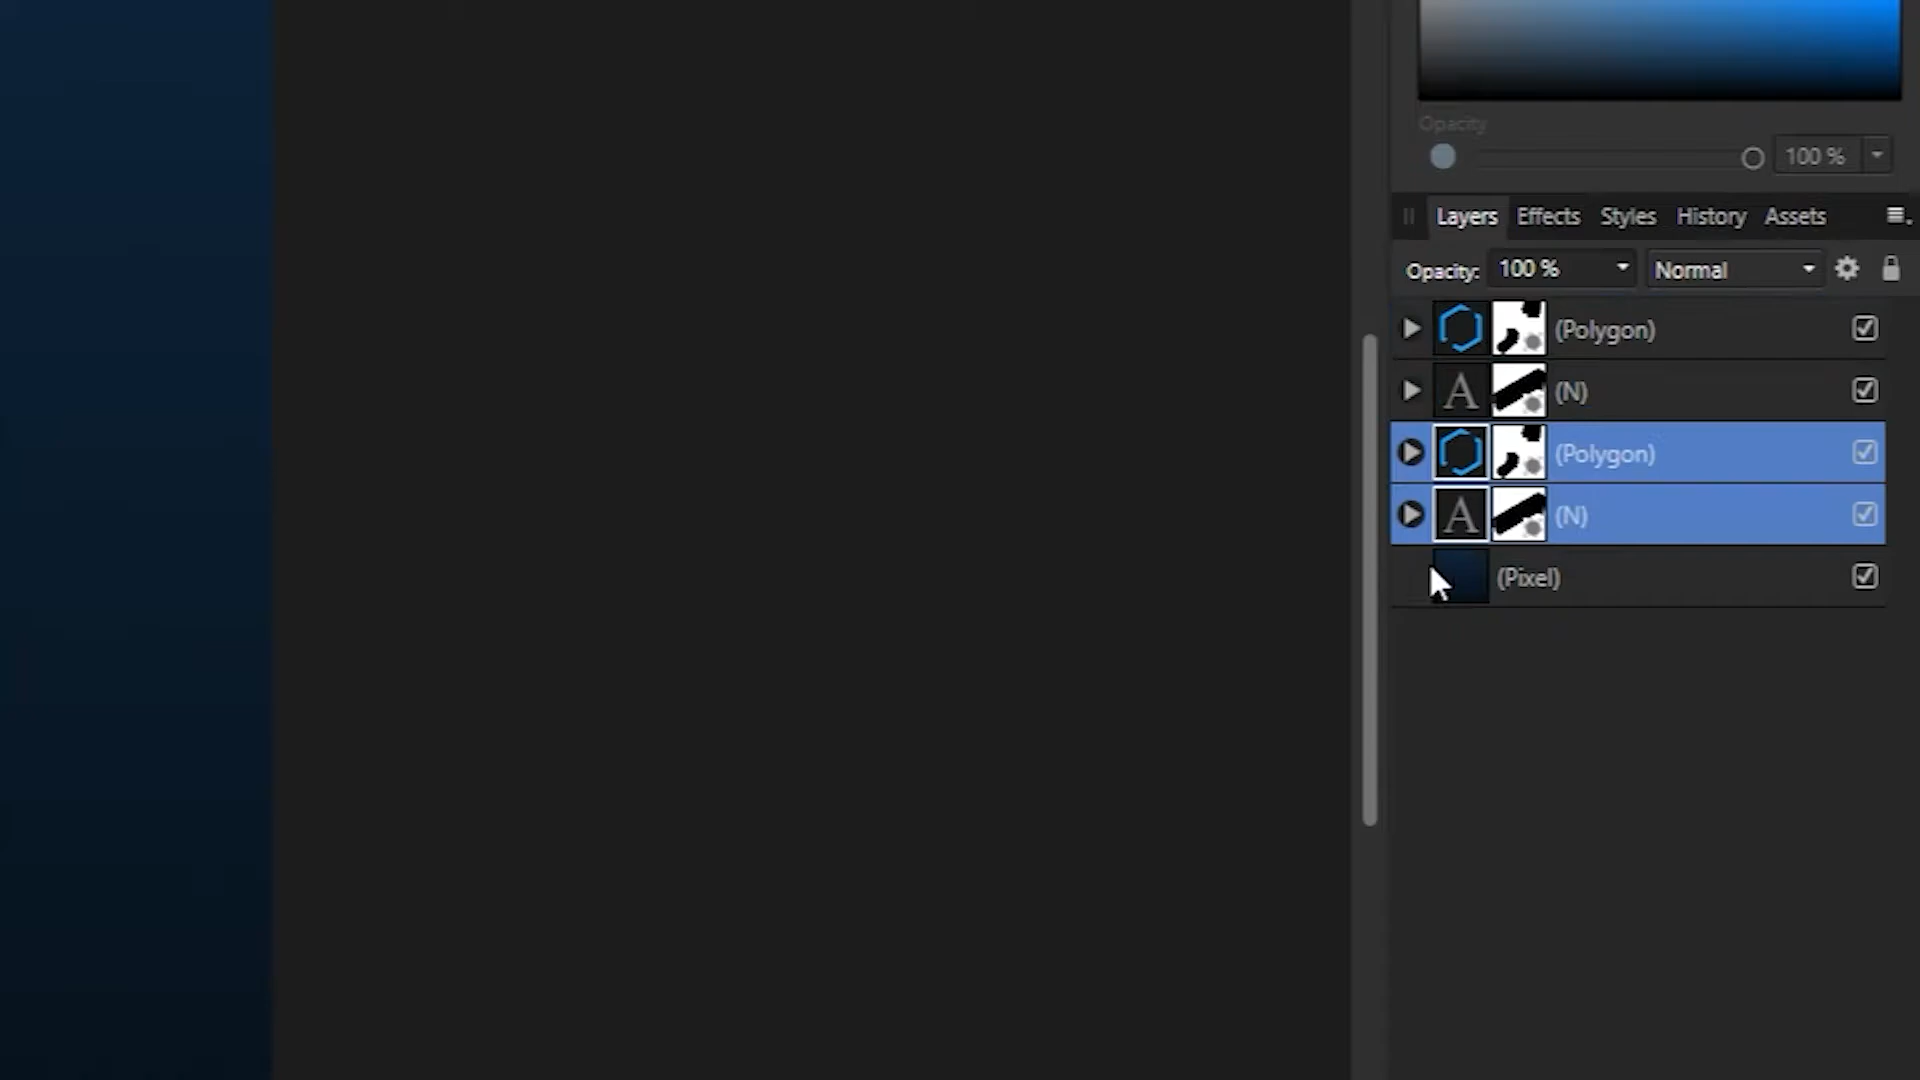 Opacity
100 %
Layers Effects Styles History Assets
Opacity: 100 % Normal
(Polygon)
A (N)
(Polygon)
A (N)
(Pixel)